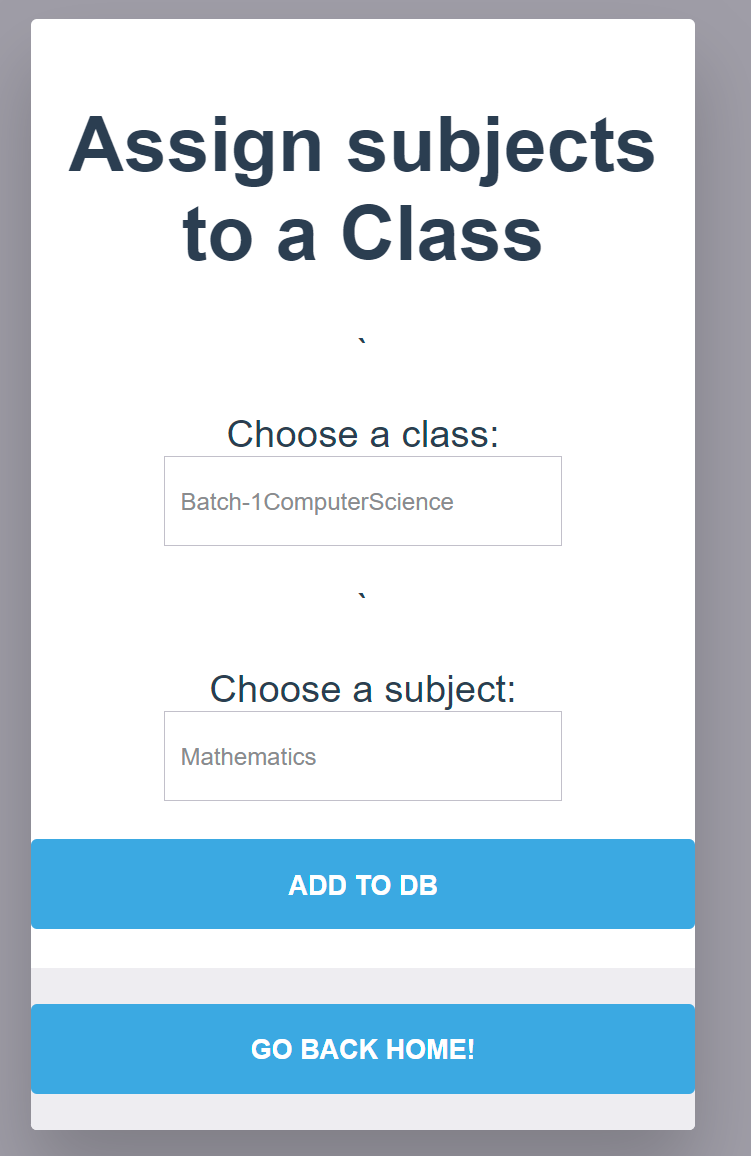 Assign subjects
to a Class
`
Choose a class:
Batch-1ComputerScience
`
Choose a subject:
Mathematics
ADD TO DB
GO BACK HOME!